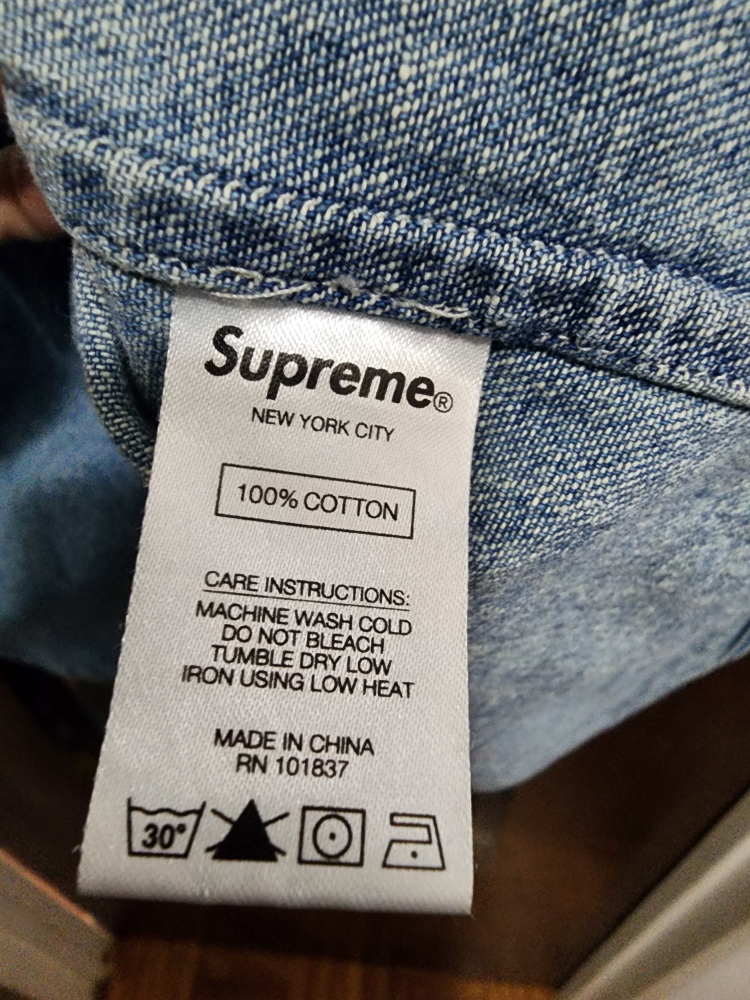 Supreme®
NEW YORK CITY
100% COTTON
CARE INSTRUCTIONS:
MACHINE WASH COLD
DO NOT BLEACH
TUMBLE DRY LOW
IRON USING LOW HEAT
MADE IN CHINA
RN 101837
30°